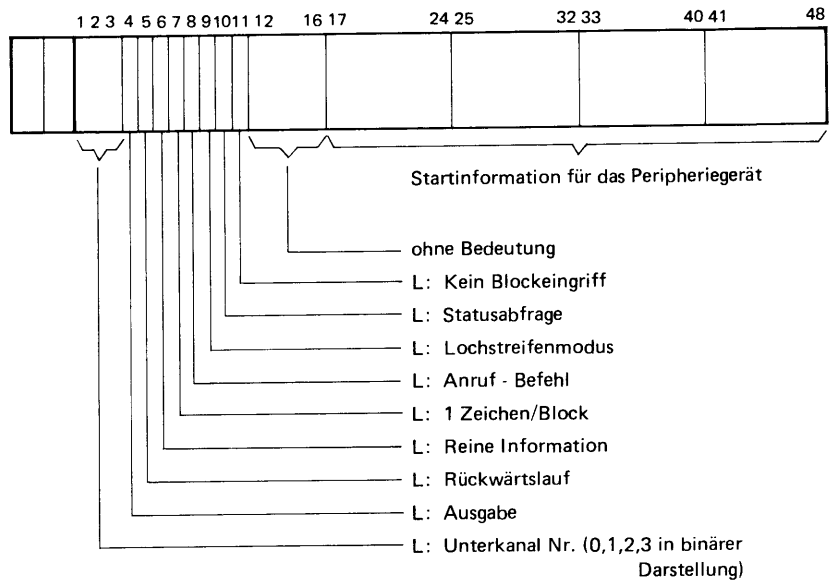 1 2 3 4 5 6 7 8 9 10 11 12 16 17 24 25 32 33 40 41 48
Startinformation für das Peripheriegerät
ohne Bedeutung
L: Kein Blockeingriff
L: Statusabfrage
L: Lochstreifenmodus
L: Anruf - Befehl
L: 1 Zeichen/Block
L: Reine Information
L: Rückwärtslauf
L: Ausgabe
L: Unterkanal Nr. (0,1,2,3 in binärer
Darstellung)